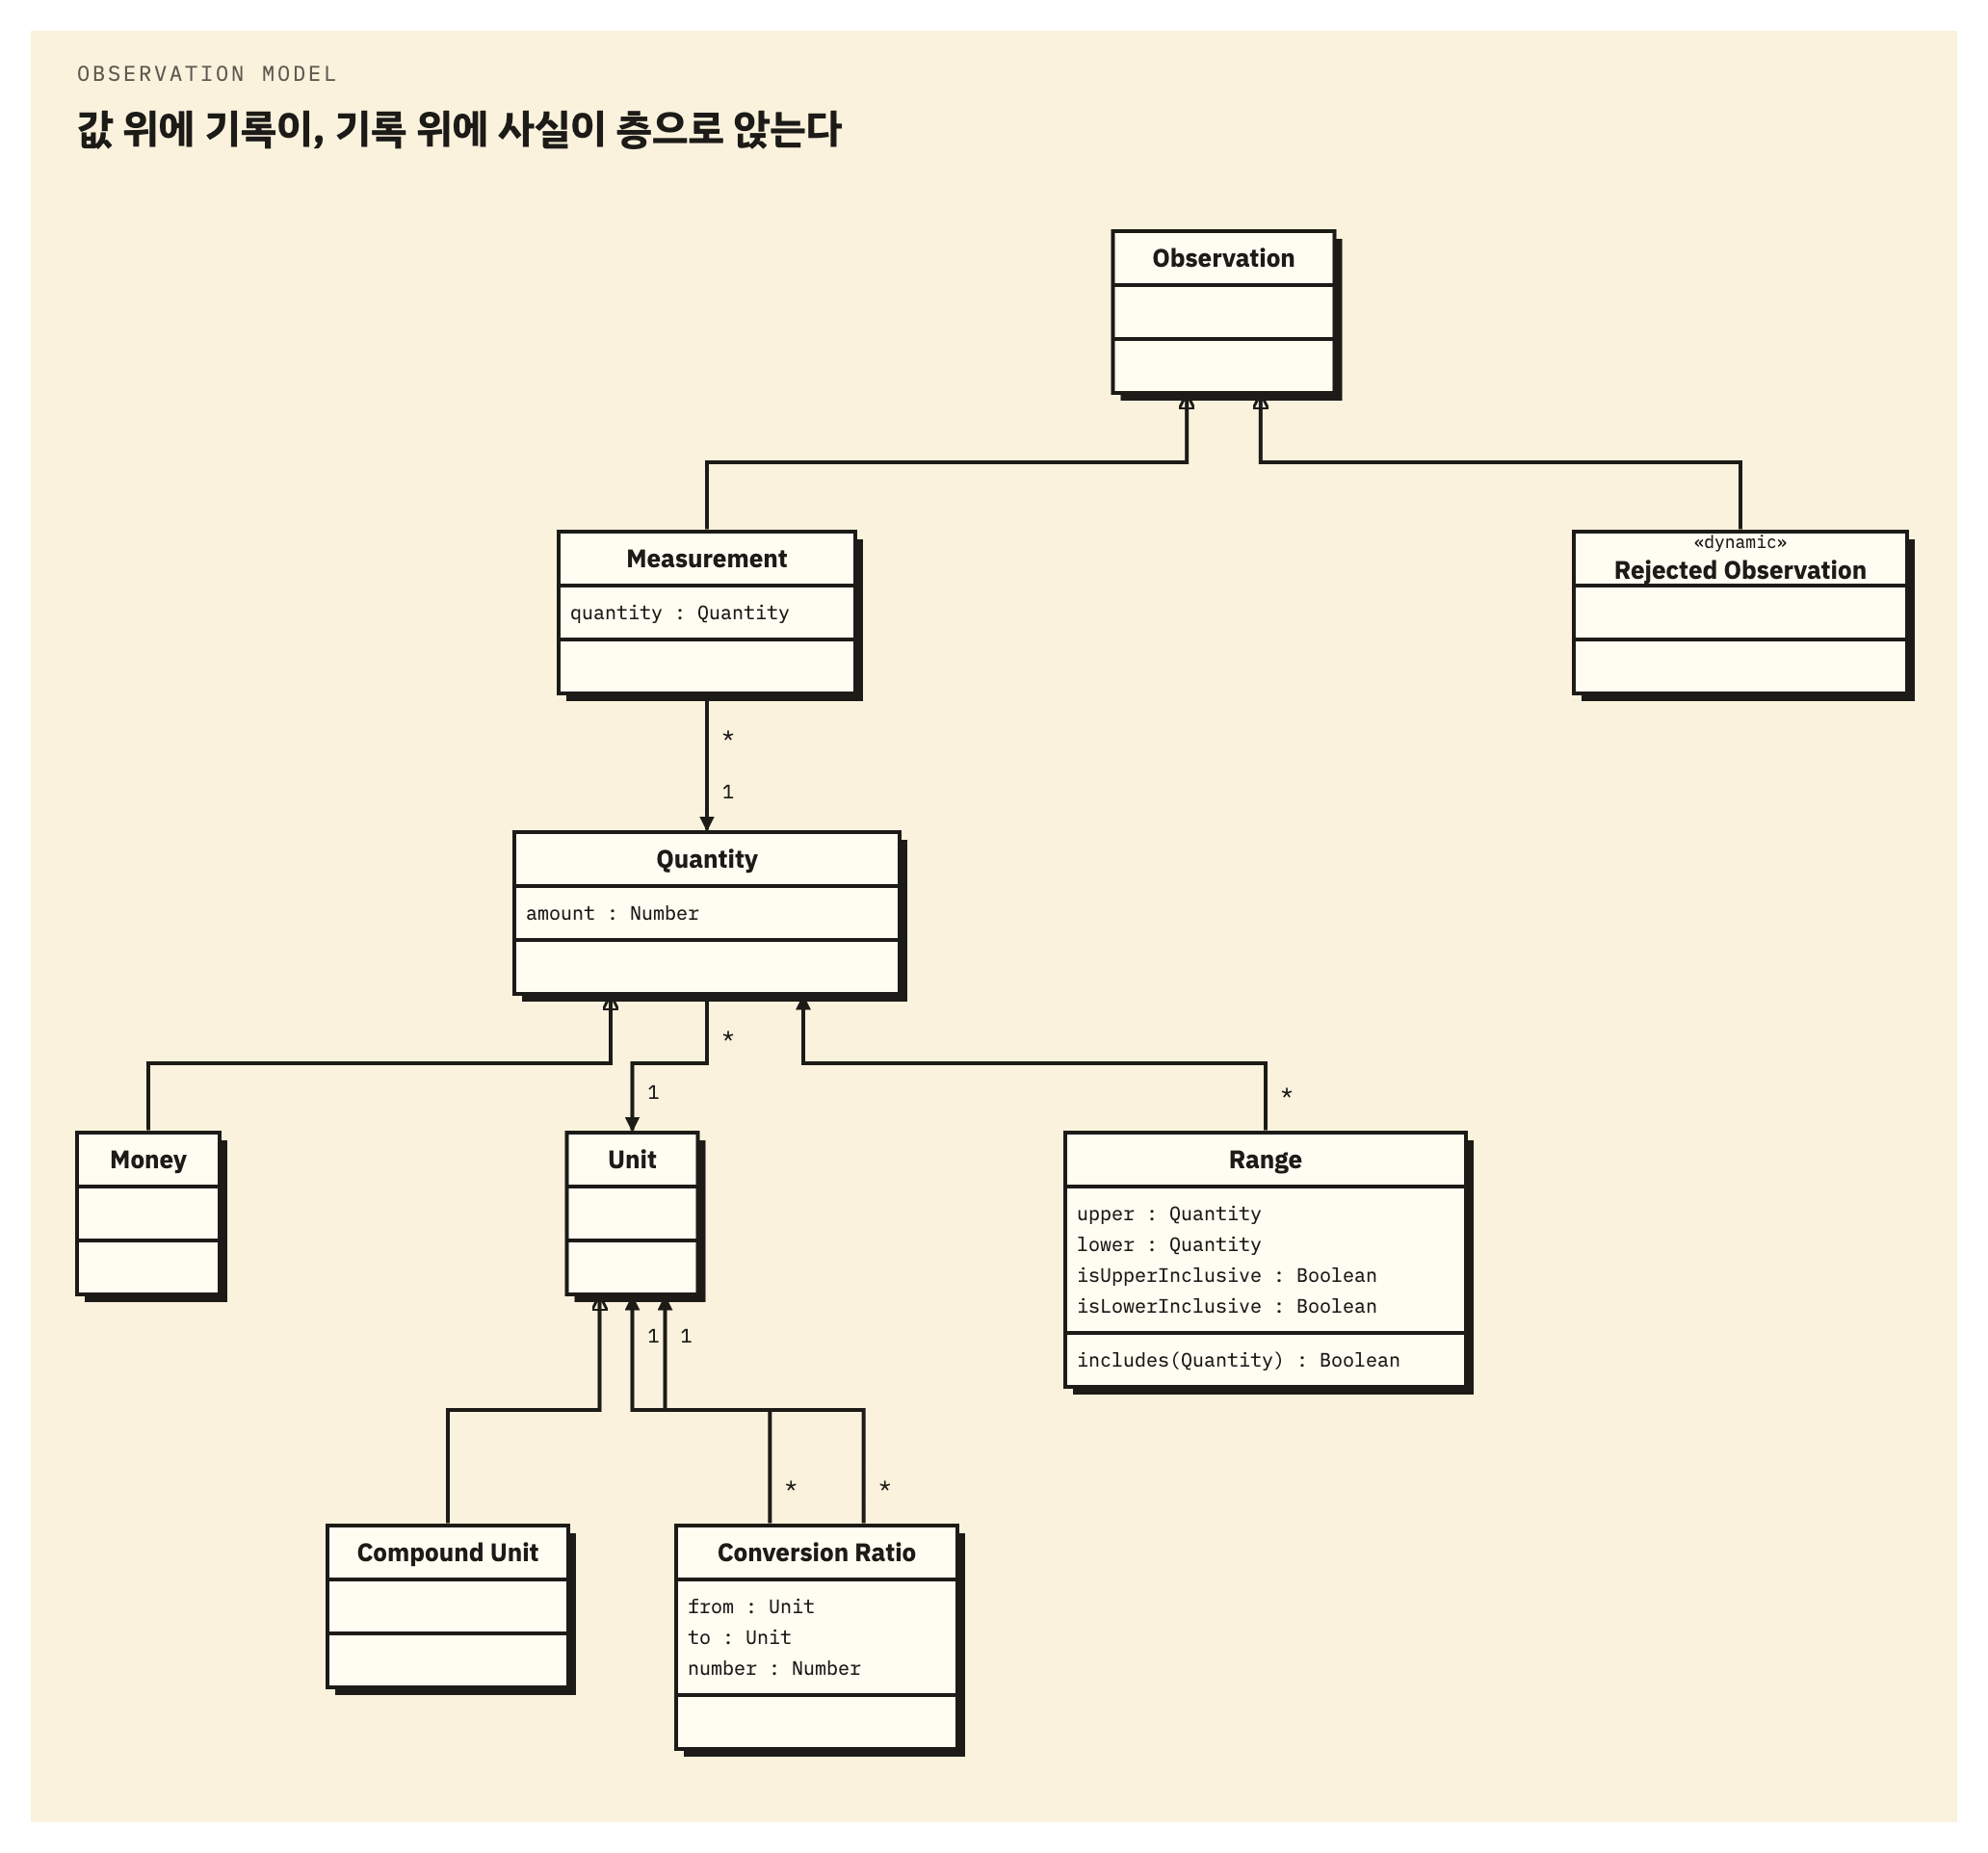 OBSERVATION MODEL
값 위에 기록이, 기록 위에 사실이 층으로 앉는다
Observation
Measurement
quantity : Quantity
«dynamic»
Rejected Observation
*
1
Quantity
amount : Number
*
1
*
Money
Unit
Range
upper : Quantity
lower : Quantity
isUpperInclusive : Boolean
isLowerInclusive : Boolean
includes(Quantity) : Boolean
1 1
* *
Compound Unit
Conversion Ratio
from : Unit
to : Unit
number : Number